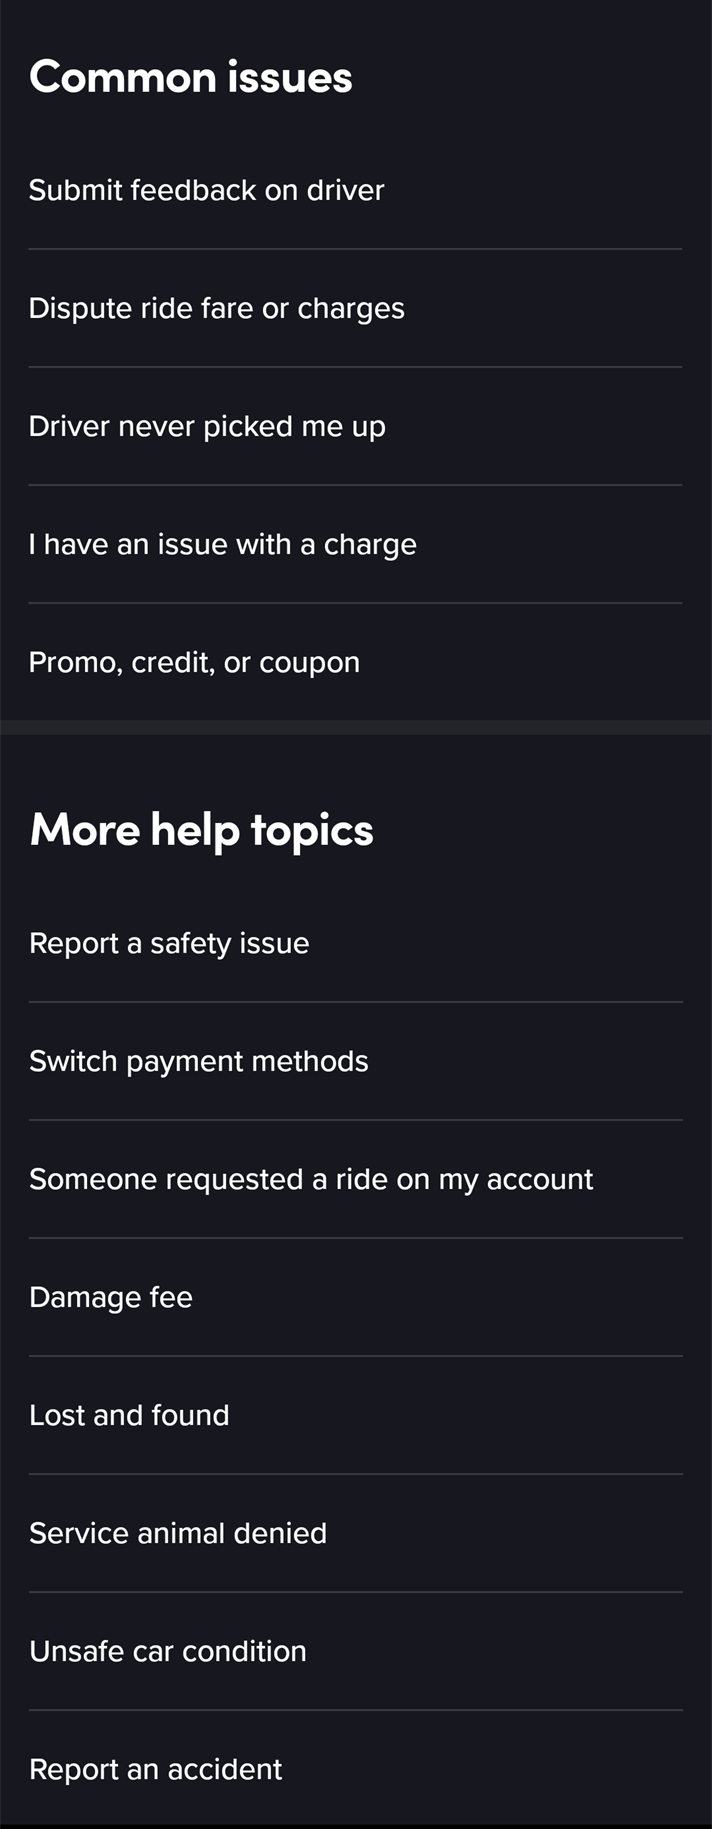 Common issues
Submit feedback on driver
Dispute ride fare or charges
Driver never picked me up
I have an issue with a charge
Promo, credit, or coupon
More help topics
Report a safety issue
Switch payment methods
Someone requested a ride on my account
Damage fee
Lost and found
Service animal denied
Unsafe car condition
Report an accident